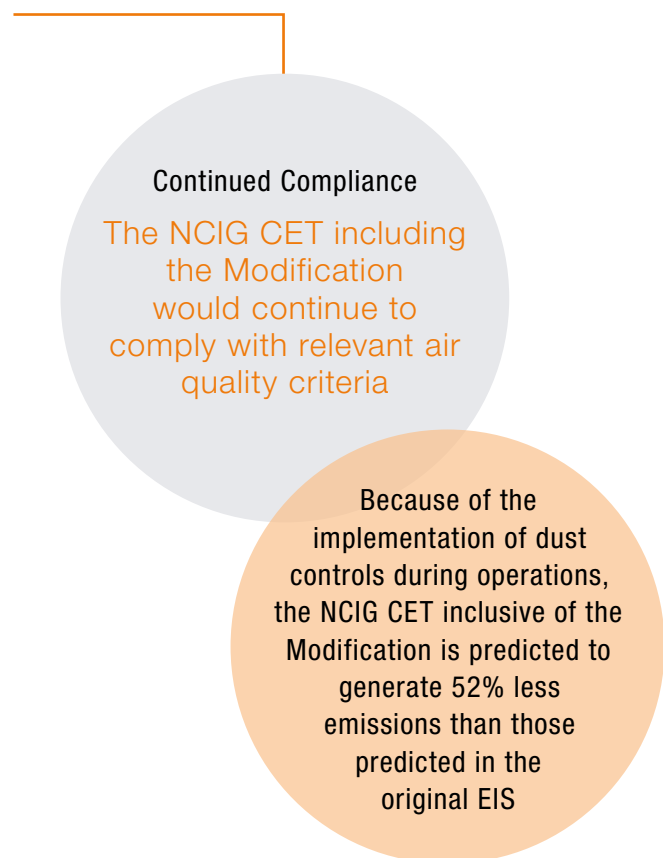 Continued Compliance
The NCIG CET including
the Modification
would continue to
comply with relevant air
quality criteria
Because of the
implementation of dust
controls during operations,
the NCIG CET inclusive of the
Modification is predicted to
generate 52% less
emissions than those
predicted in the
original EIS